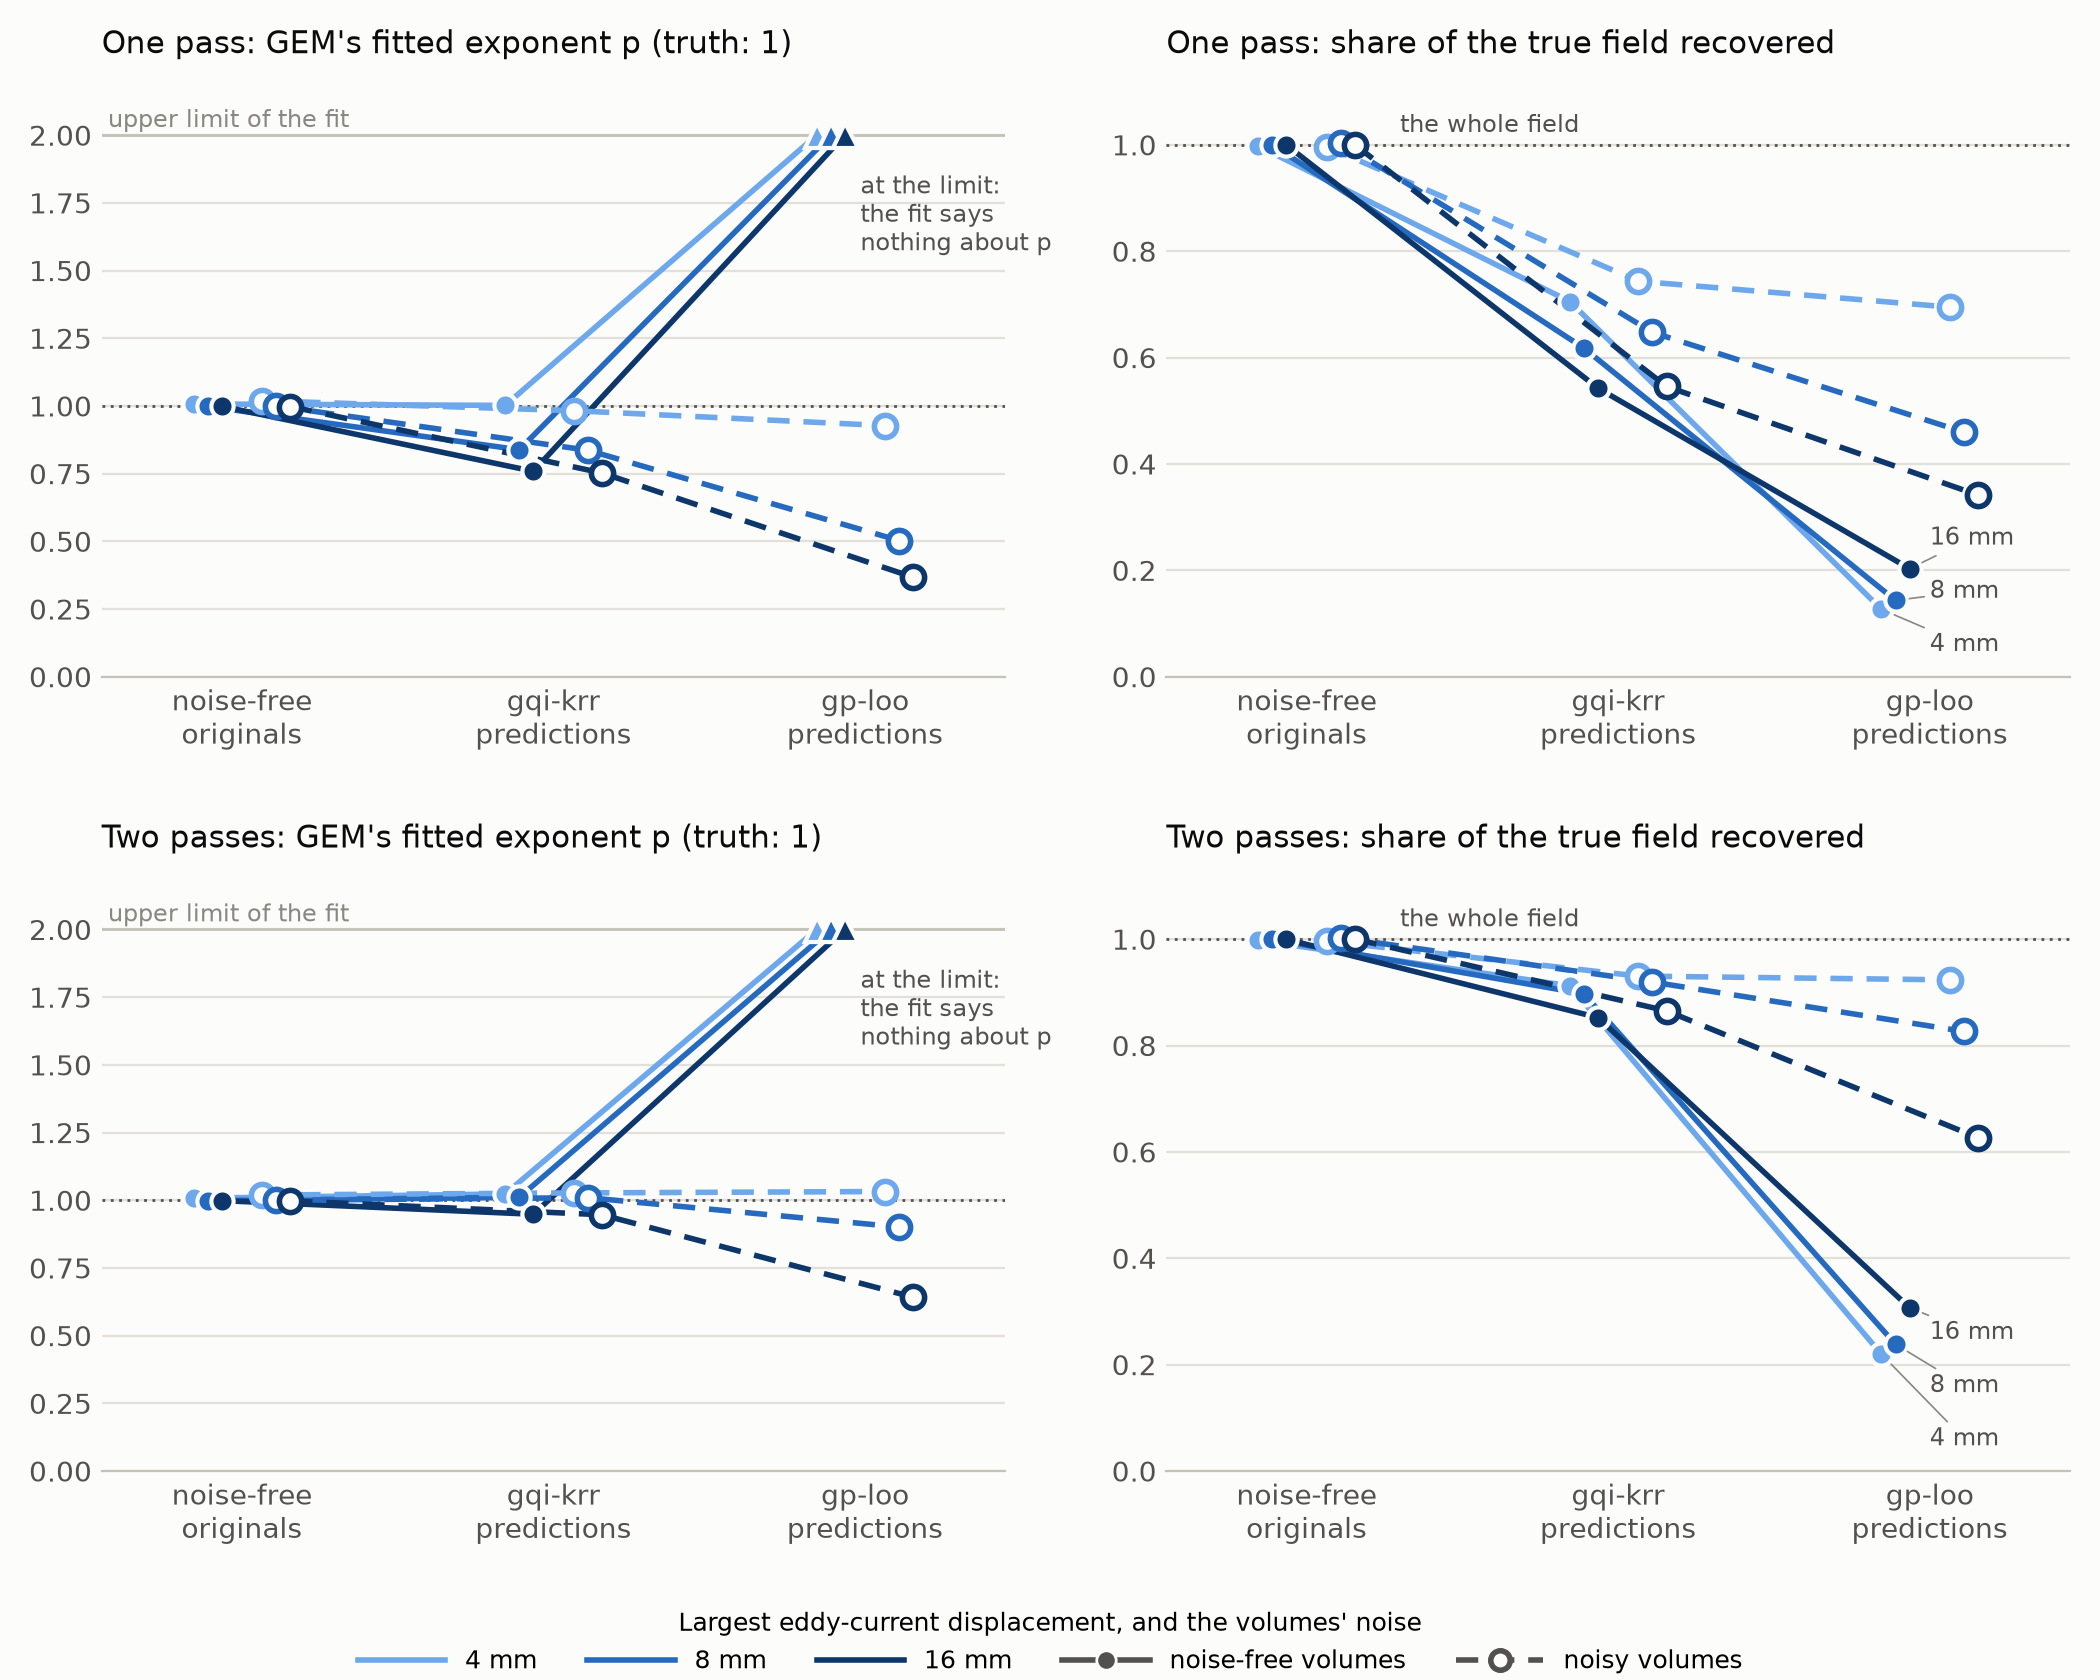 One pass: GEM's fitted exponent p (truth: 1)
upper limit of the fit
2.00
1.75
1.50
1.25
1.00
0.75
0.50
0.25
0.00
at the limit:
the fit says
nothing about p
noise-free
originals
gqi-krr
predictions
gp-loo
predictions
One pass: share of the true field recovered
the whole field
1.0
0.8
0.6
0.4
0.2
0.0
16 mm
8 mm
4 mm
noise-free
originals
gqi-krr
predictions
gp-loo
predictions
Two passes: GEM's fitted exponent p (truth: 1)
upper limit of the fit
2.00
1.75
1.50
1.25
1.00
0.75
0.50
0.25
0.00
at the limit:
the fit says
nothing about p
noise-free
originals
gqi-krr
predictions
gp-loo
predictions
Two passes: share of the true field recovered
the whole field
1.0
0.8
0.6
0.4
0.2
0.0
16 mm
8 mm
4 mm
noise-free
originals
gqi-krr
predictions
gp-loo
predictions
Largest eddy-current displacement, and the volumes' noise
4 mm 8 mm 16 mm noise-free volumes noisy volumes